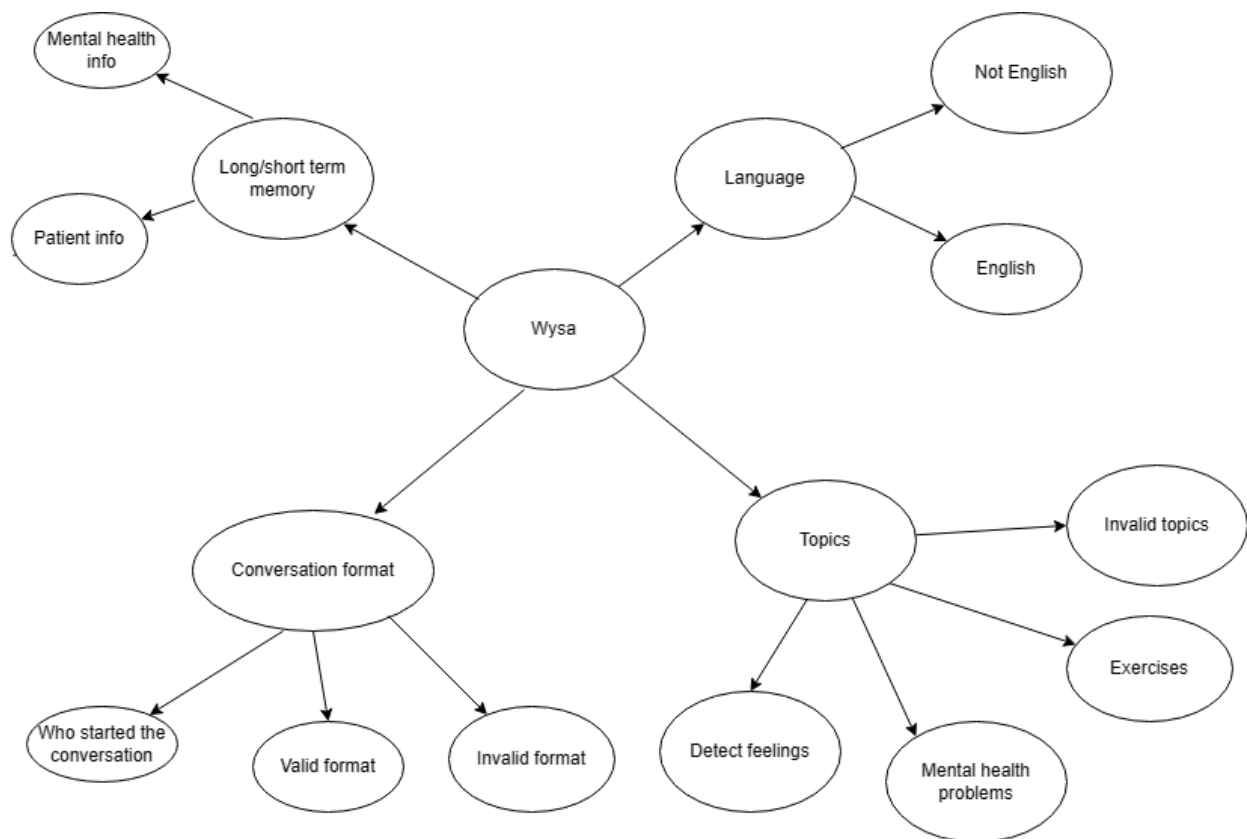 Mental health
info
Not English
Long/short term
memory
Language
Patient info
English
Wysa
Invalid topics
Topics
Conversation format
Exercises
Who started the
conversation
Valid format
Invalid format
Detect feelings
Mental health
problems